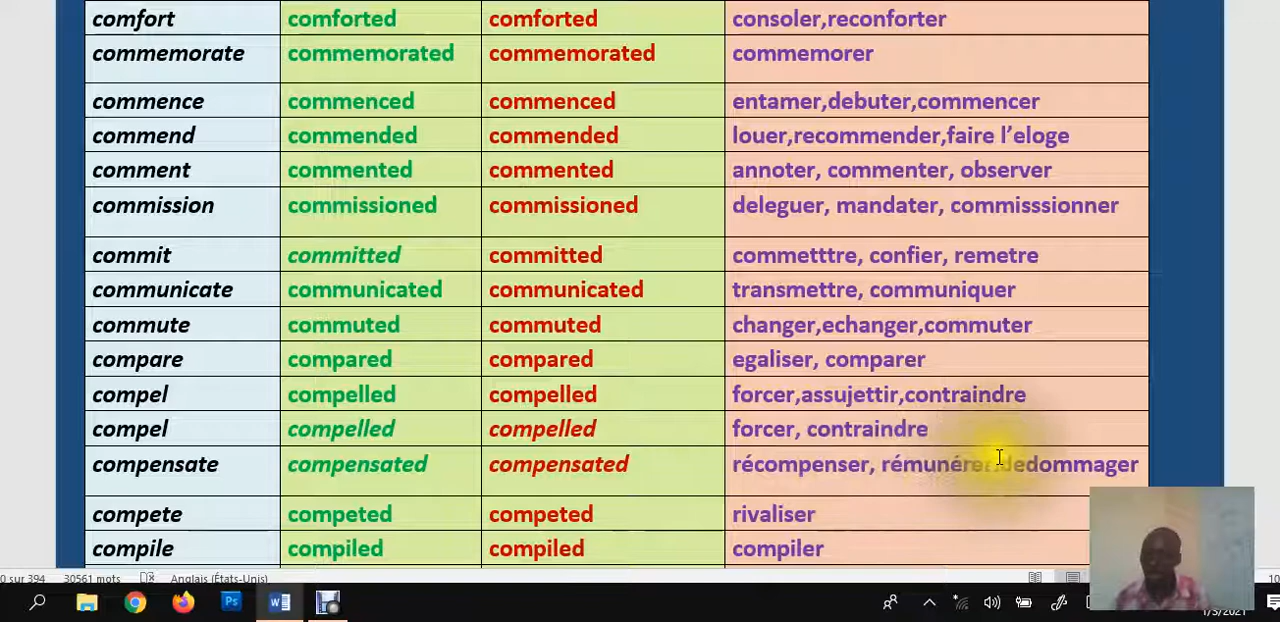 comfort comforted comforted consoler,reconforter
commemorate commemorated commemorated commemorer
commence commenced commenced entamer,debuter,commencer
commend commended commended louer,recommender,faire l’eloge
comment commented commented annoter, commenter, observer
commission commissioned commissioned deleguer, mandater, commisssionner
commit committed committed commetttre, confier, remetre
communicate communicated communicated transmettre, communiquer
commute commuted commuted changer,echanger,commuter
compare compared compared egaliser, comparer
compel compelled compelled forcer,assujettir,contraindre
compel compelled compelled forcer, contraindre
compensate compensated compensated récompenser, rémunérer,dedommager
compete competed competed rivaliser
compile compiled compiled compiler
0 sur 394 30561 mots Anglais (États-Unis)
Ps W